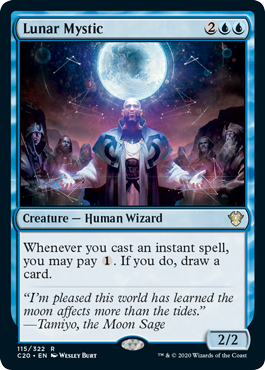 Lunar Mystic 2
Creature — Human Wizard
Whenever you cast an instant spell,
you may pay 1. If you do, draw a
card.
“I’m pleased this world has learned the
moon affects more than the tides.”
—Tamiyo, the Moon Sage
2/2
115/322 R
C20 • EN Wesley Burt
™ & © 2020 Wizards of the Coast